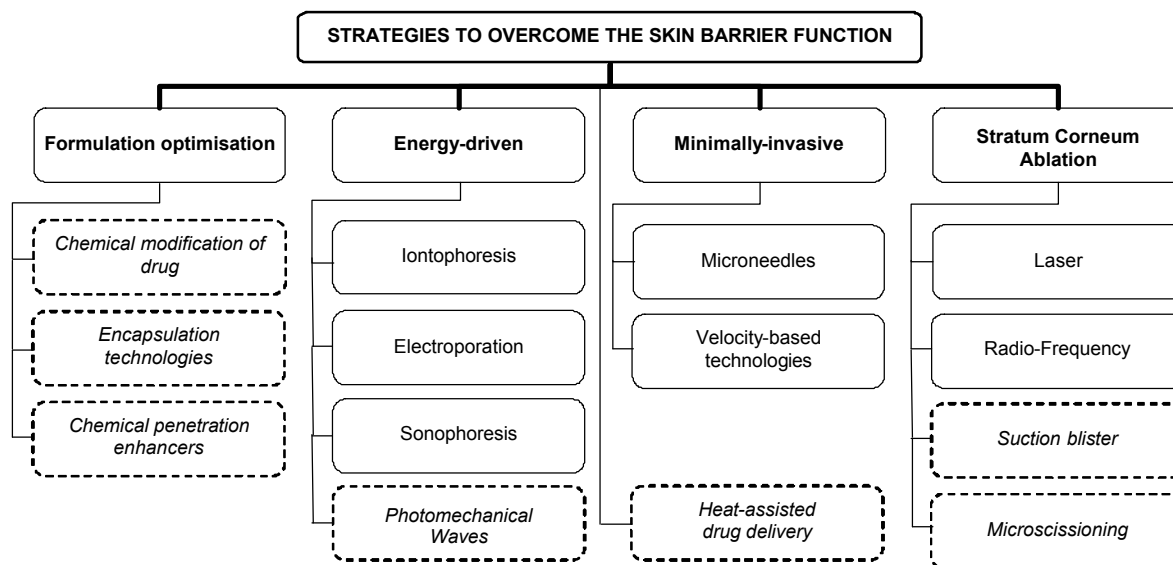 STRATEGIES TO OVERCOME THE SKIN BARRIER FUNCTION
Formulation optimisation
Chemical modification of
drug
Encapsulation
technologies
Chemical penetration
enhancers
Energy-driven
Iontophoresis
Electroporation
Sonophoresis
Photomechanical
Waves
Minimally-invasive
Microneedles
Velocity-based
technologies
Heat-assisted
drug delivery
Stratum Corneum
Ablation
Laser
Radio-Frequency
Suction blister
Microscissioning